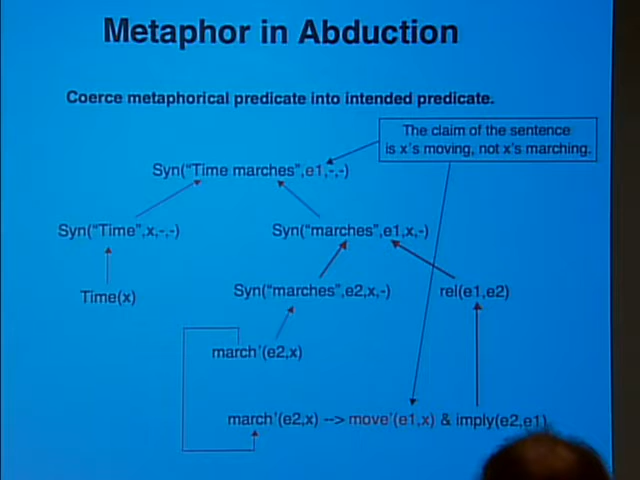 Metaphor in Abduction
Coerce metaphorical predicate into intended predicate.
The claim of the sentence
is x's moving, not x's marching.
Syn("Time marches",e1,-,-)
Syn("Time",x,-,-)
Syn("marches",e1,x,-)
Time(x)
Syn("marches",e2,x,-)
rel(e1,e2)
march'(e2,x)
march'(e2,x) --> move'(e1,x) & imply(e2,e1)